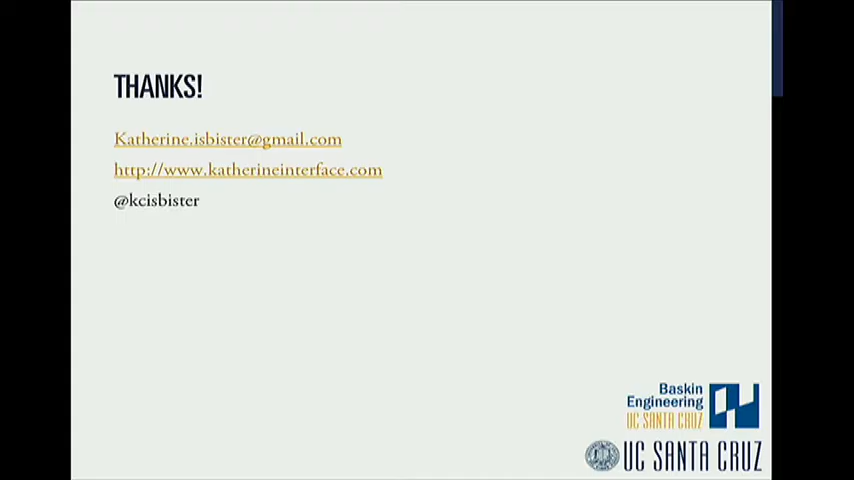 THANKS!
Katherine.isbister@gmail.com
http://www.katherineinterface.com
@kcisbister
Baskin
Engineering
UC SANTA CRUZ
UC SANTA CRUZ